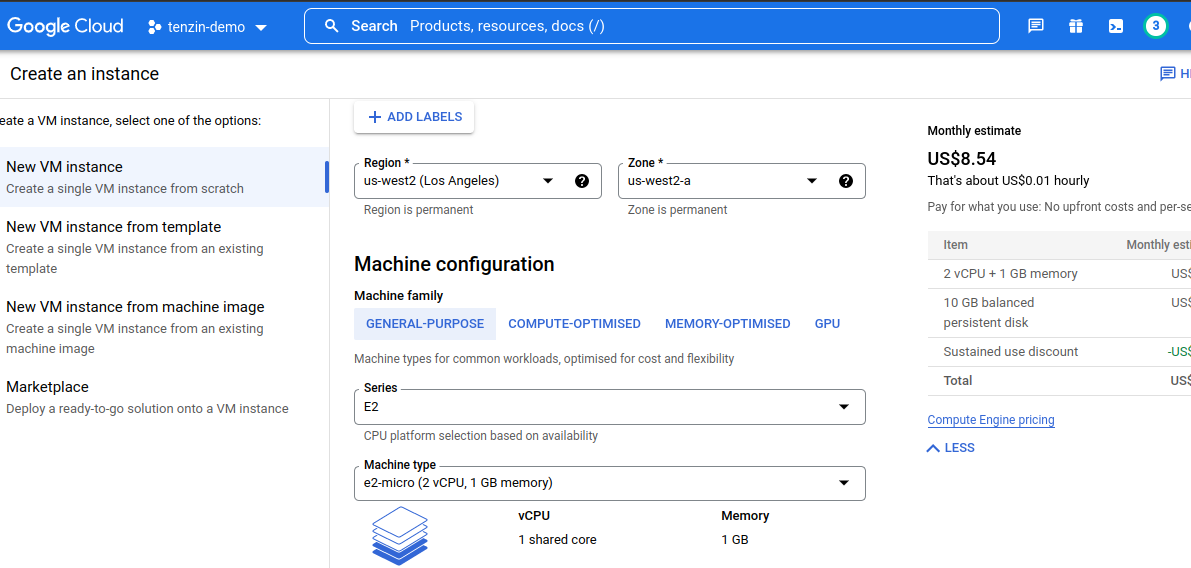 Google Cloud tenzin-demo Search Products, resources, docs (/) 3
Create an instance
eate a VM instance, select one of the options:
New VM instance
Create a single VM instance from scratch
New VM instance from template
Create a single VM instance from an existing
template
New VM instance from machine image
Create a single VM instance from an existing
machine image
Marketplace
Deploy a ready-to-go solution onto a VM instance
+ ADD LABELS
Region *
us-west2 (Los Angeles)
Region is permanent
Zone *
us-west2-a
Zone is permanent
Machine configuration
Machine family
GENERAL-PURPOSE COMPUTE-OPTIMISED MEMORY-OPTIMISED GPU
Machine types for common workloads, optimised for cost and flexibility
Series
E2
CPU platform selection based on availability
Machine type
e2-micro (2 vCPU, 1 GB memory)
vCPU
1 shared core
Memory
1 GB
Monthly estimate
US$8.54
That's about US$0.01 hourly
Pay for what you use: No upfront costs and per-se
Item Monthly esti
2 vCPU + 1 GB memory US$
10 GB balanced US$
persistent disk
Sustained use discount -US$
Total US$
Compute Engine pricing
LESS